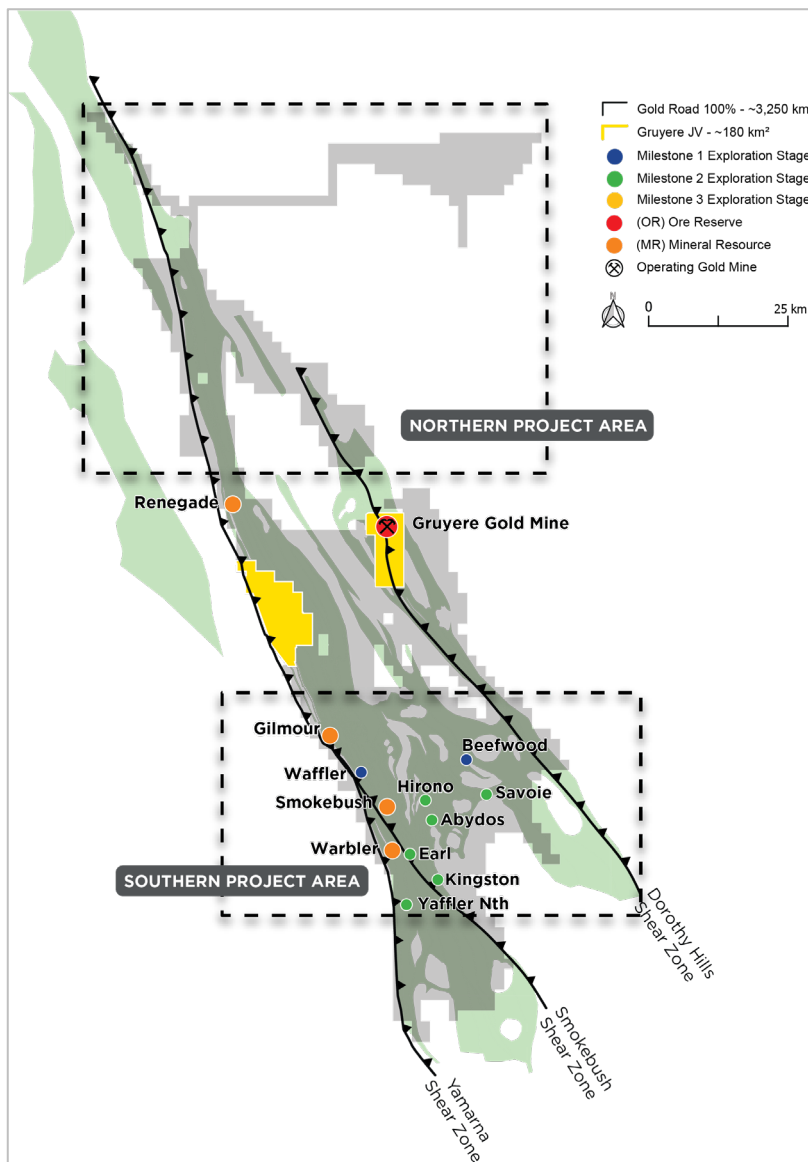 Gold Road 100% - ~3,250 km
Gruyere JV - ~180 km²
Milestone 1 Exploration Stage
Milestone 2 Exploration Stage
Milestone 3 Exploration Stage
(OR) Ore Reserve
(MR) Mineral Resource
Operating Gold Mine
N
0
25 km
NORTHERN PROJECT AREA
Renegade
Gruyere Gold Mine
Gilmour
Beefwood
Waffler
Hirono
Savoie
Smokebush
Abydos
Warbler
Earl
SOUTHERN PROJECT AREA
Kingston
Yaffler Nth
Dorothy Hills
Shear Zone
Smokebush
Shear Zone
Yamarna
Shear Zone